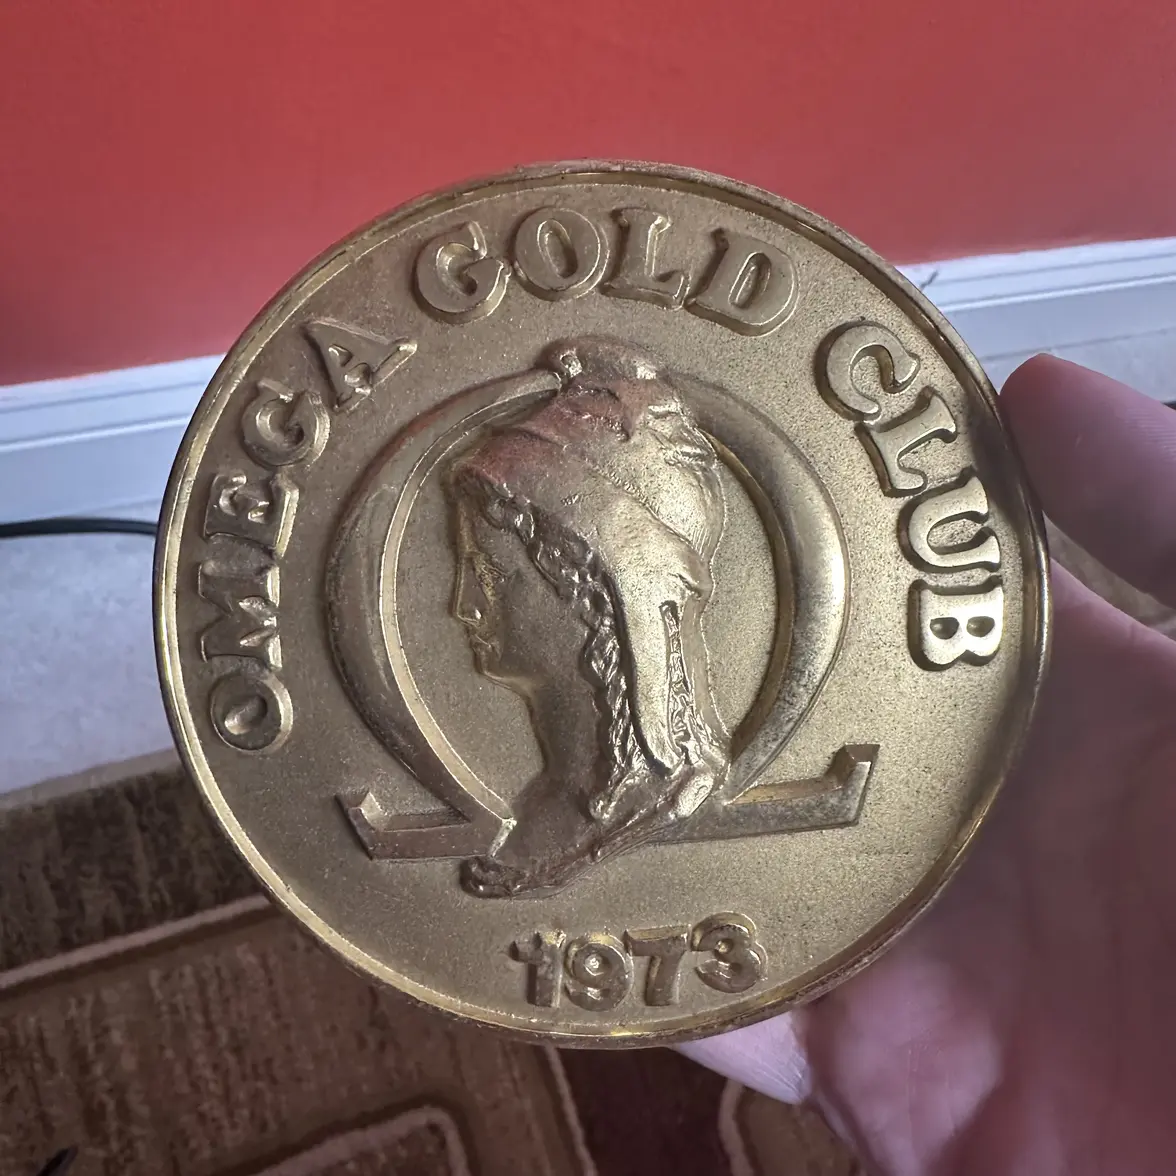 OMEGA GOLD CLUB
Ω
1973